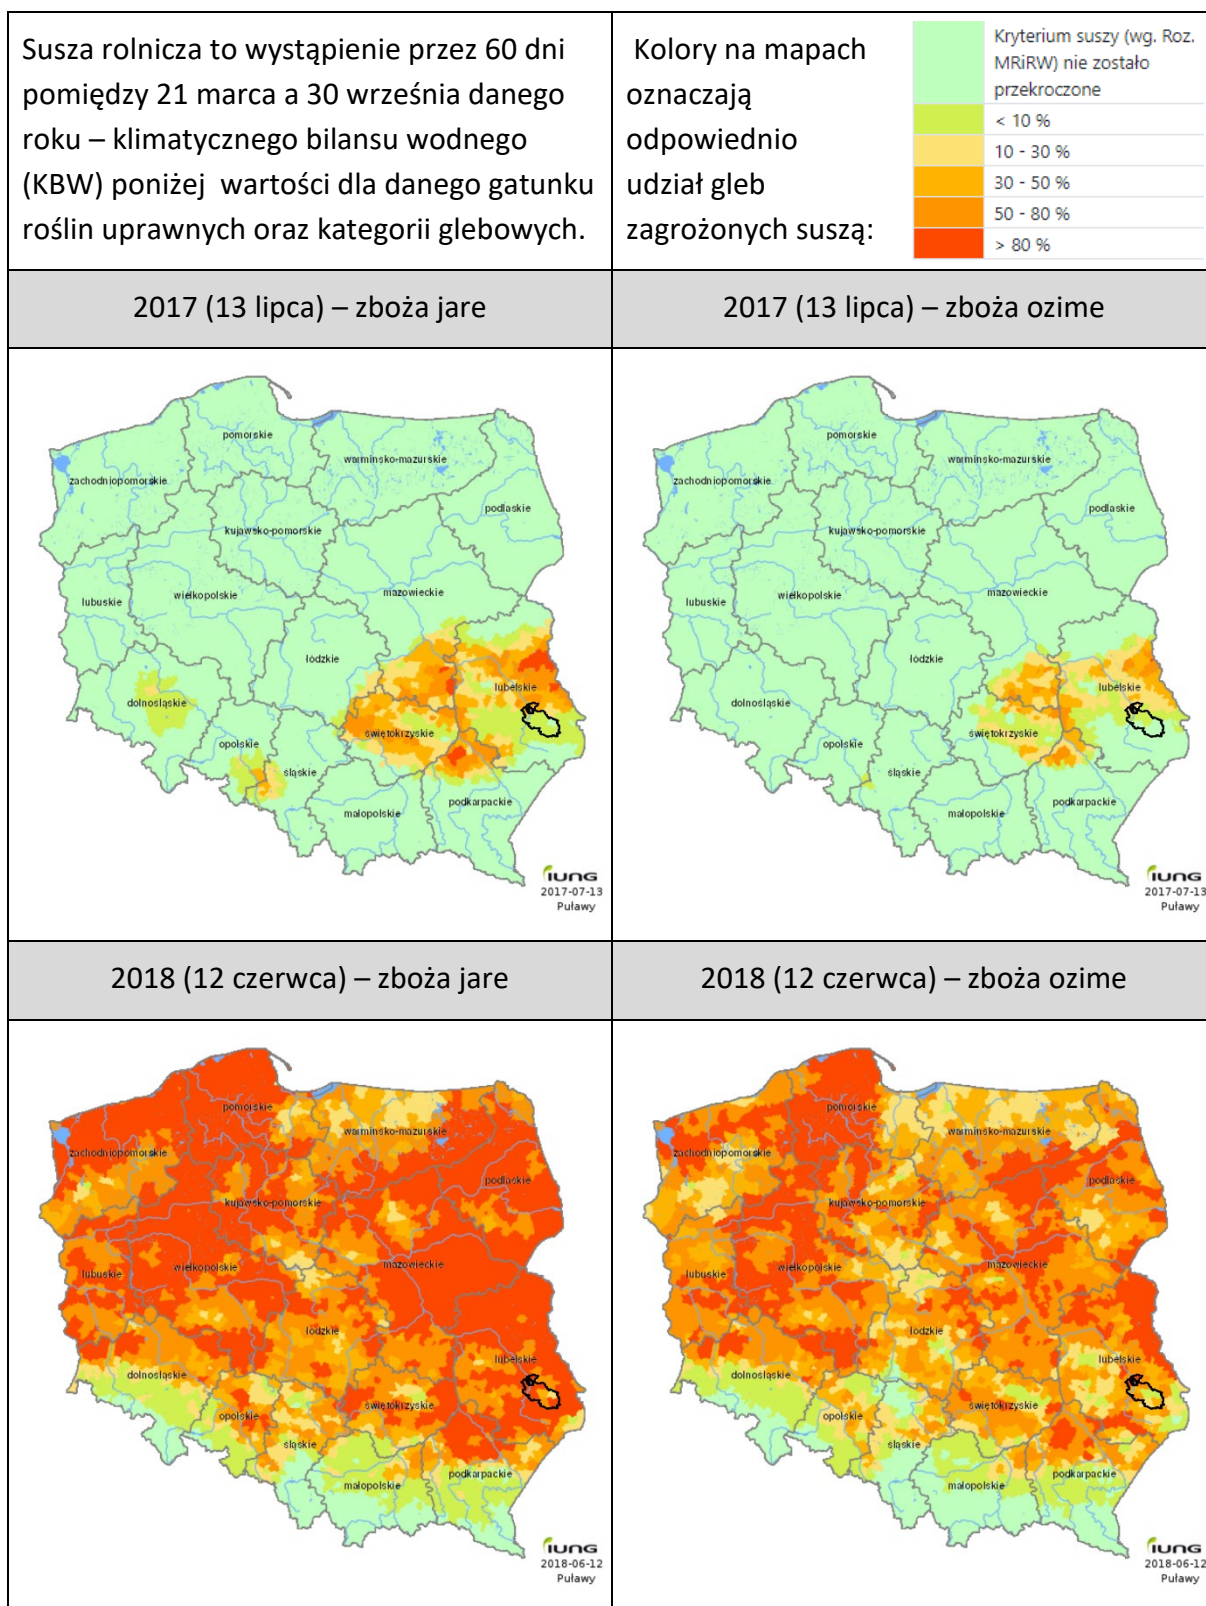 Susza rolnicza to wystąpienie przez 60 dni
pomiędzy 21 marca a 30 września danego
roku – klimatycznego bilansu wodnego
(KBW) poniżej wartości dla danego gatunku
roślin uprawnych oraz kategorii glebowych.
Kolory na mapach
oznaczają
odpowiednio
udział gleb
zagrożonych suszą:
Kryterium suszy (wg. Roz.
MRiRW) nie zostało
przekroczone
< 10 %
10 - 30 %
30 - 50 %
50 - 80 %
> 80 %
2017 (13 lipca) – zboża jare
2017 (13 lipca) – zboża ozime
pomorskie
warmińsko-mazurskie
zachodniopomorskie
podlaskie
kujawsko-pomorskie
lubuskie
wielkopolskie
mazowieckie
łódzkie
lubelskie
dolnośląskie
opolskie
świętokrzyskie
śląskie
podkarpackie
małopolskie
IUNG
2017-07-13
Puławy
pomorskie
warmińsko-mazurskie
zachodniopomorskie
podlaskie
kujawsko-pomorskie
lubuskie
wielkopolskie
mazowieckie
łódzkie
lubelskie
dolnośląskie
opolskie
świętokrzyskie
śląskie
podkarpackie
małopolskie
IUNG
2017-07-13
Puławy
2018 (12 czerwca) – zboża jare
2018 (12 czerwca) – zboża ozime
pomorskie
warmińsko-mazurskie
zachodniopomorskie
podlaskie
kujawsko-pomorskie
lubuskie
wielkopolskie
mazowieckie
łódzkie
lubelskie
dolnośląskie
opolskie
świętokrzyskie
śląskie
podkarpackie
małopolskie
IUNG
2018-06-12
Puławy
pomorskie
warmińsko-mazurskie
zachodniopomorskie
podlaskie
kujawsko-pomorskie
lubuskie
wielkopolskie
mazowieckie
łódzkie
lubelskie
dolnośląskie
opolskie
świętokrzyskie
śląskie
podkarpackie
małopolskie
IUNG
2018-06-12
Puławy